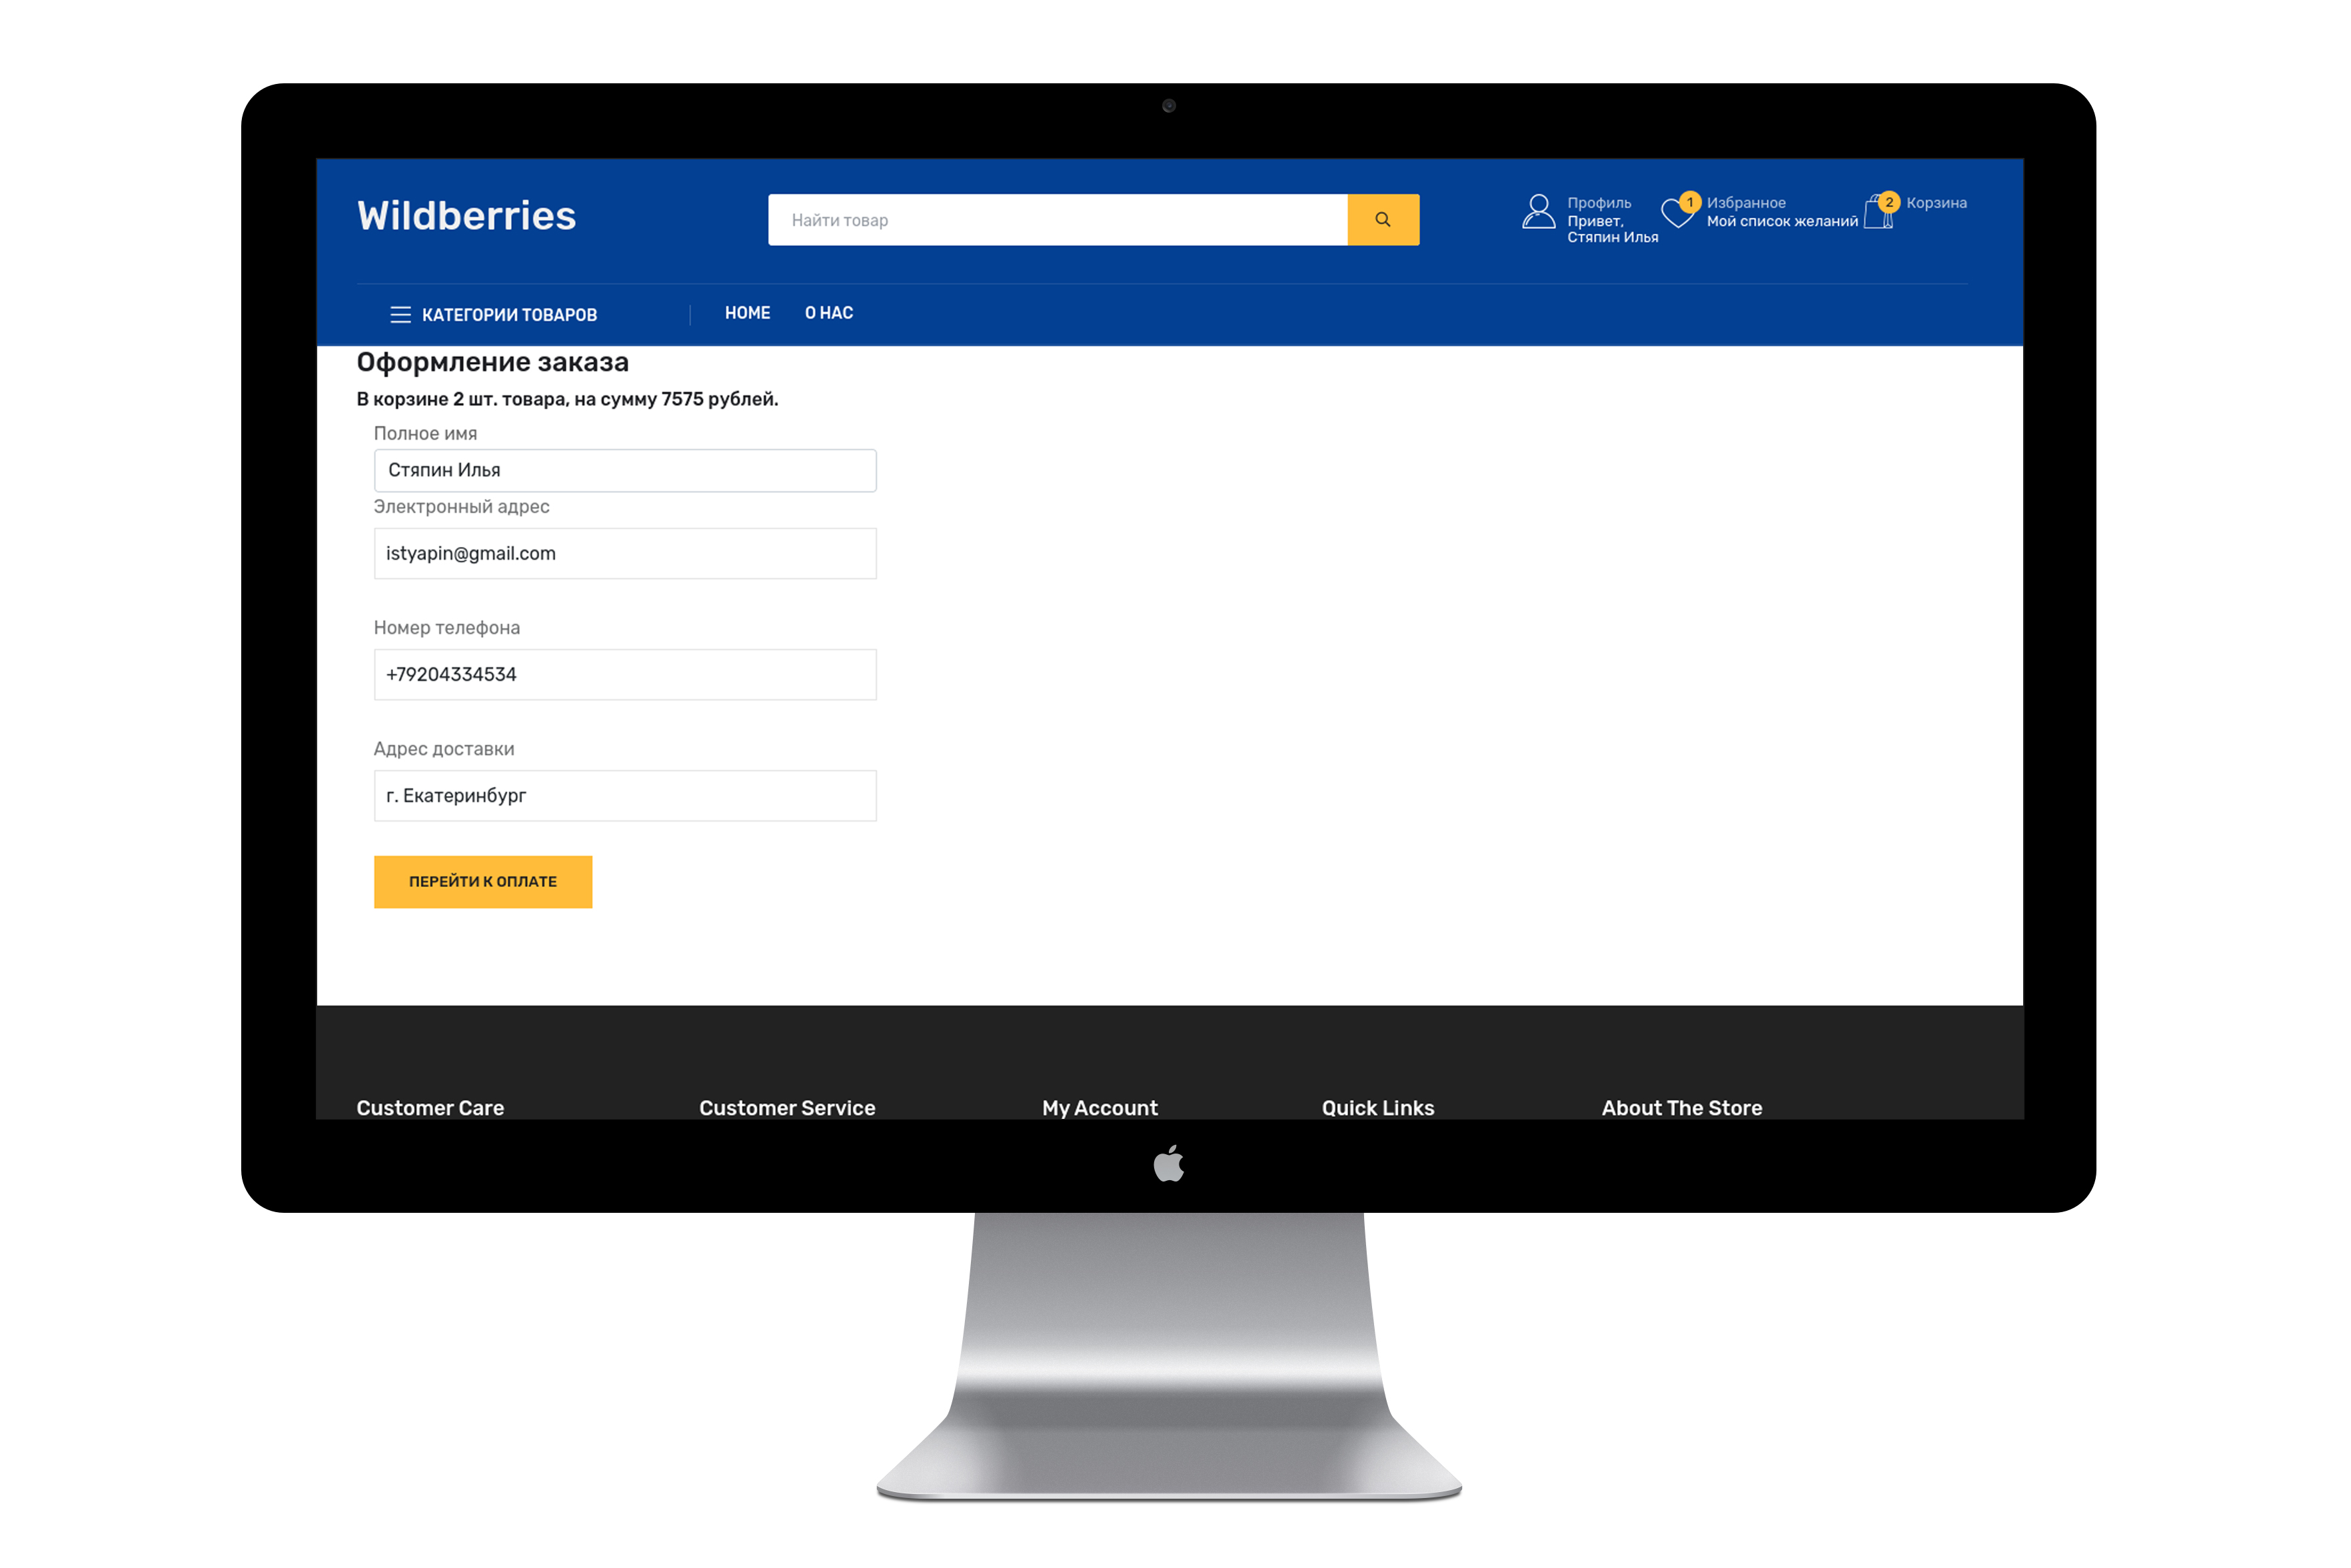 Wildberries
Найти товар
Профиль
Привет,
Стяпин Илья
1
Избранное
Мой список желаний
2
Корзина
КАТЕГОРИИ ТОВАРОВ
HOME
О НАС
Оформление заказа
В корзине 2 шт. товара, на сумму 7575 рублей.
Полное имя
Стяпин Илья
Электронный адрес
istyapin@gmail.com
Номер телефона
+79204334534
Адрес доставки
г. Екатеринбург
ПЕРЕЙТИ К ОПЛАТЕ
Customer Care
Customer Service
My Account
Quick Links
About The Store